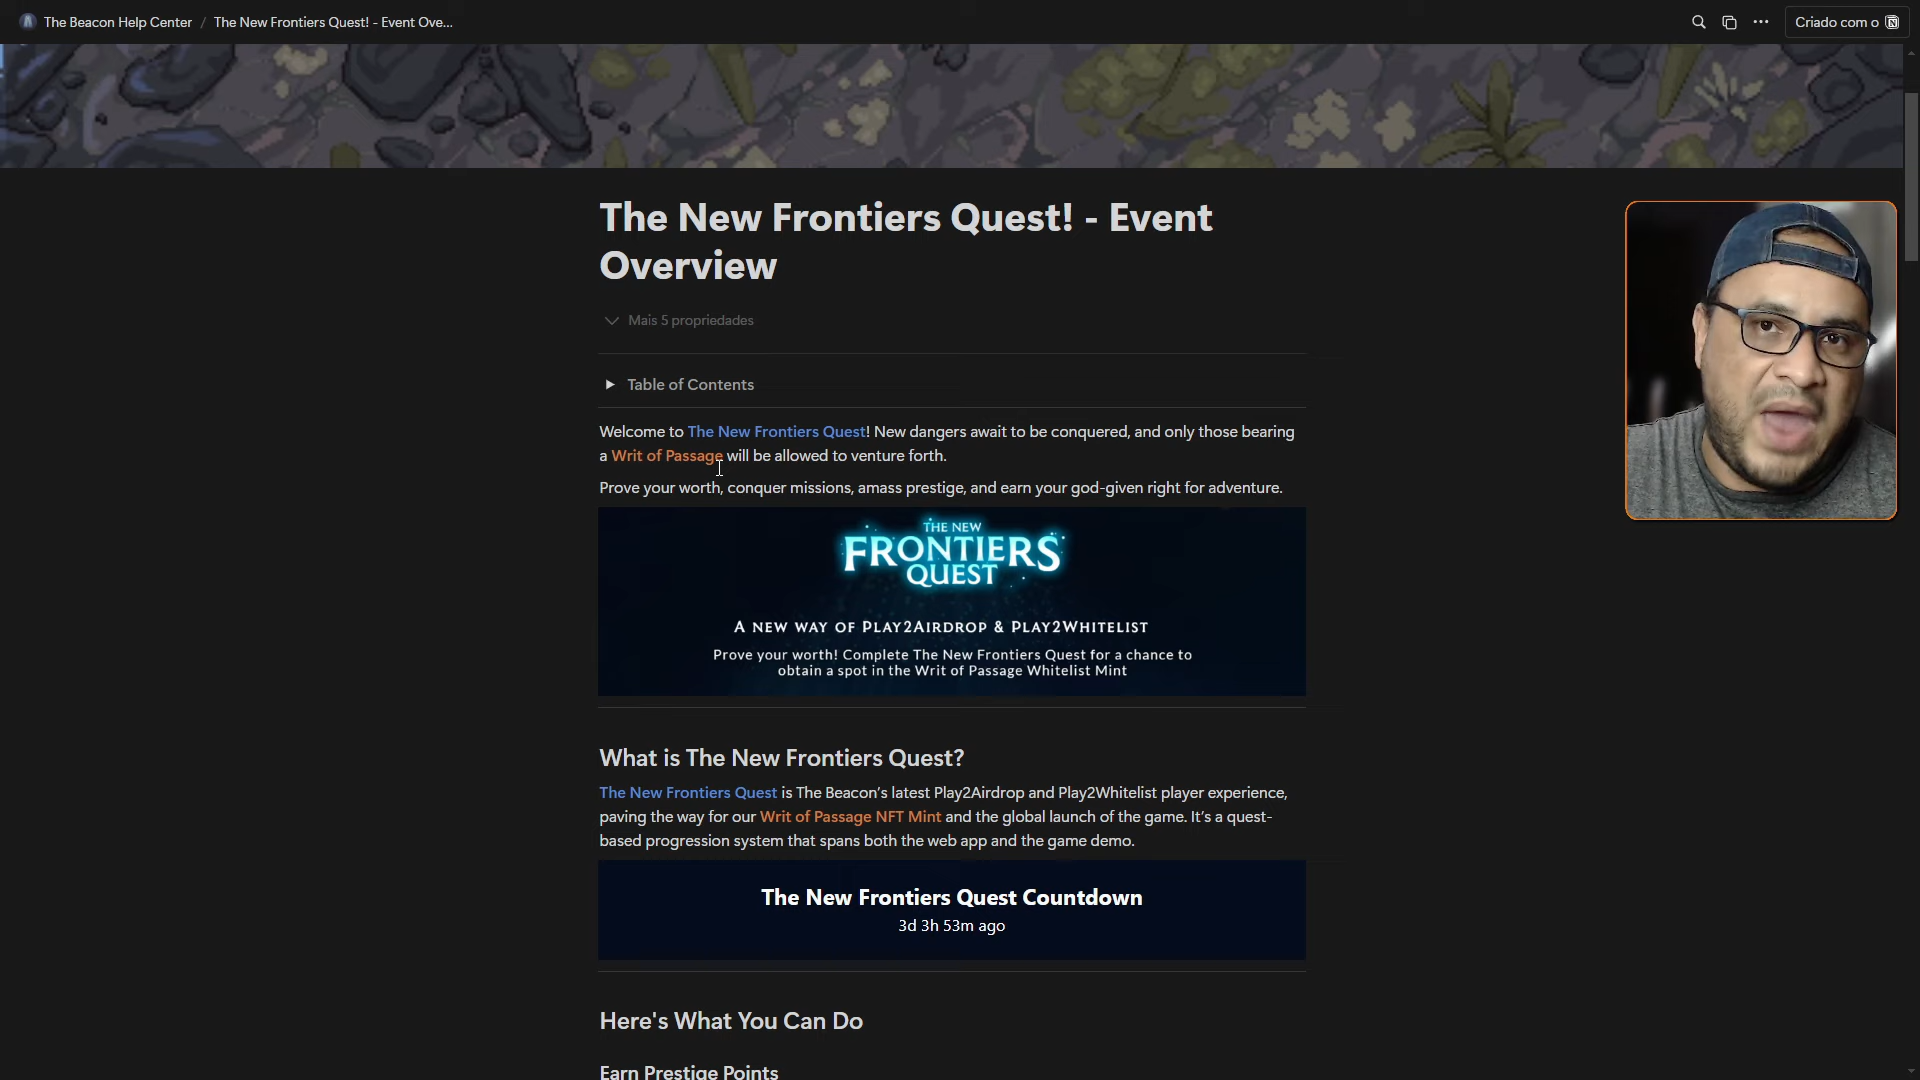 The Beacon Help Center / The New Frontiers Quest! - Event Ove...
Criado com o
The New Frontiers Quest! - Event
Overview
Mais 5 propriedades
Table of Contents
Welcome to The New Frontiers Quest! New dangers await to be conquered, and only those bearing
a Writ of Passage will be allowed to venture forth.
Prove your worth, conquer missions, amass prestige, and earn your god-given right for adventure.
THE NEW
FRONTIERS
QUEST
A NEW WAY OF PLAY2AIRDROP & PLAY2WHITELIST
Prove your worth! Complete The New Frontiers Quest for a chance to
obtain a spot in the Writ of Passage Whitelist Mint
What is The New Frontiers Quest?
The New Frontiers Quest is The Beacon’s latest Play2Airdrop and Play2Whitelist player experience,
paving the way for our Writ of Passage NFT Mint and the global launch of the game. It’s a quest-
based progression system that spans both the web app and the game demo.
The New Frontiers Quest Countdown
3d 3h 53m ago
Here's What You Can Do
Earn Prestige Points